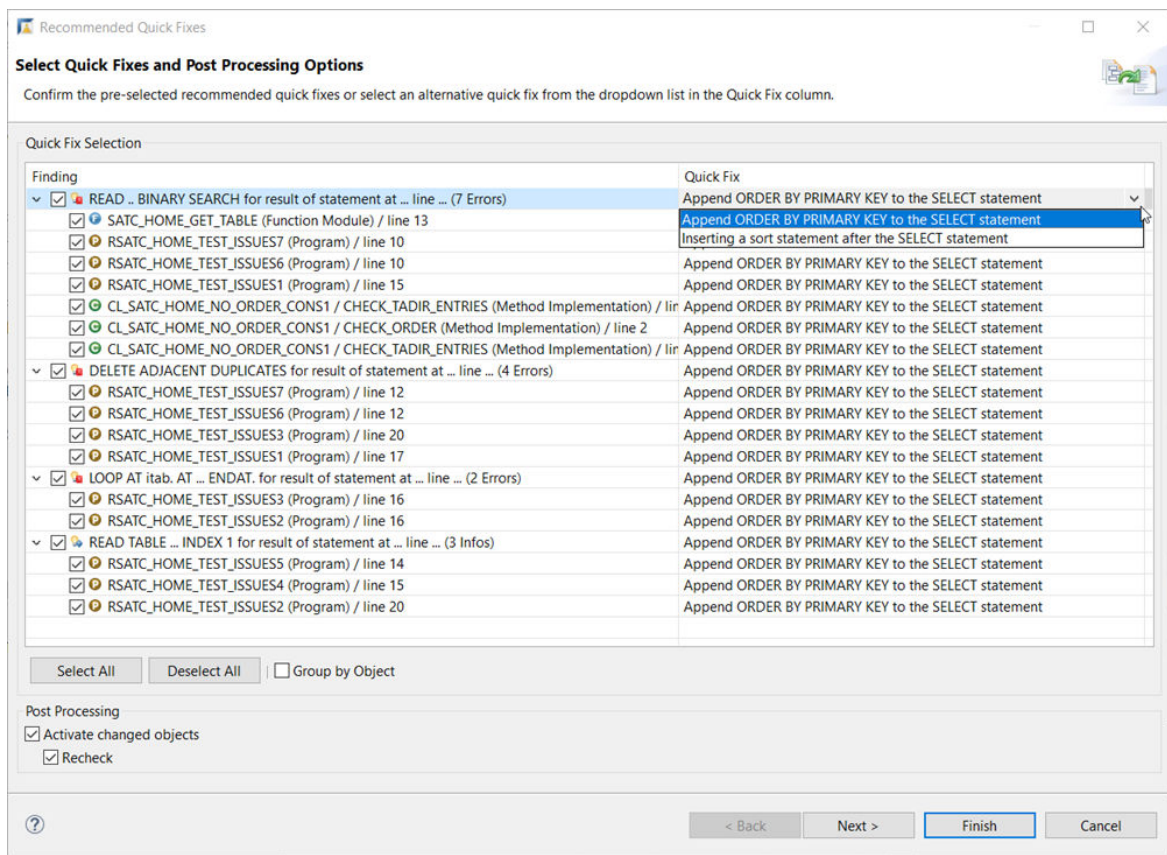 Recommended Quick Fixes
Select Quick Fixes and Post Processing Options
Confirm the pre-selected recommended quick fixes or select an alternative quick fix from the dropdown list in the Quick Fix column.
Quick Fix Selection
Finding Quick Fix
READ .. BINARY SEARCH for result of statement at ... line ... (7 Errors) Append ORDER BY PRIMARY KEY to the SELECT statement
SATC_HOME_GET_TABLE (Function Module) / line 13 Append ORDER BY PRIMARY KEY to the SELECT statement
RSATC_HOME_TEST_ISSUES7 (Program) / line 10 Inserting a sort statement after the SELECT statement
RSATC_HOME_TEST_ISSUES6 (Program) / line 10 Append ORDER BY PRIMARY KEY to the SELECT statement
RSATC_HOME_TEST_ISSUES1 (Program) / line 15 Append ORDER BY PRIMARY KEY to the SELECT statement
CL_SATC_HOME_NO_ORDER_CONS1 / CHECK_TADIR_ENTRIES (Method Implementation) / lin Append ORDER BY PRIMARY KEY to the SELECT statement
CL_SATC_HOME_NO_ORDER_CONS1 / CHECK_ORDER (Method Implementation) / line 2 Append ORDER BY PRIMARY KEY to the SELECT statement
CL_SATC_HOME_NO_ORDER_CONS1 / CHECK_TADIR_ENTRIES (Method Implementation) / lin Append ORDER BY PRIMARY KEY to the SELECT statement
DELETE ADJACENT DUPLICATES for result of statement at ... line ... (4 Errors) Append ORDER BY PRIMARY KEY to the SELECT statement
RSATC_HOME_TEST_ISSUES7 (Program) / line 12 Append ORDER BY PRIMARY KEY to the SELECT statement
RSATC_HOME_TEST_ISSUES6 (Program) / line 12 Append ORDER BY PRIMARY KEY to the SELECT statement
RSATC_HOME_TEST_ISSUES3 (Program) / line 20 Append ORDER BY PRIMARY KEY to the SELECT statement
RSATC_HOME_TEST_ISSUES1 (Program) / line 17 Append ORDER BY PRIMARY KEY to the SELECT statement
LOOP AT itab. AT ... ENDAT. for result of statement at ... line ... (2 Errors) Append ORDER BY PRIMARY KEY to the SELECT statement
RSATC_HOME_TEST_ISSUES3 (Program) / line 16 Append ORDER BY PRIMARY KEY to the SELECT statement
RSATC_HOME_TEST_ISSUES2 (Program) / line 16 Append ORDER BY PRIMARY KEY to the SELECT statement
READ TABLE ... INDEX 1 for result of statement at ... line ... (3 Infos) Append ORDER BY PRIMARY KEY to the SELECT statement
RSATC_HOME_TEST_ISSUES5 (Program) / line 14 Append ORDER BY PRIMARY KEY to the SELECT statement
RSATC_HOME_TEST_ISSUES4 (Program) / line 15 Append ORDER BY PRIMARY KEY to the SELECT statement
RSATC_HOME_TEST_ISSUES2 (Program) / line 20 Append ORDER BY PRIMARY KEY to the SELECT statement
Select All Deselect All Group by Object
Post Processing
Activate changed objects
Recheck
< Back Next > Finish Cancel